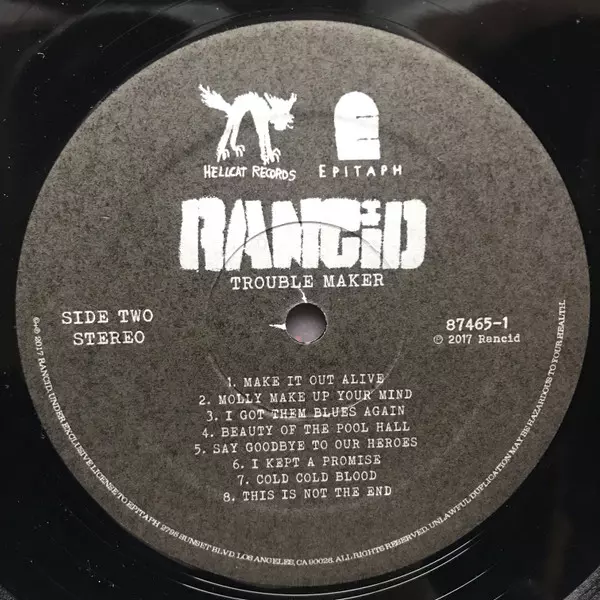 HELLCAT RECORDS
EPITAPH
RANCID
TROUBLE MAKER
SIDE TWO
STEREO
87465-1
© 2017 Rancid
1. MAKE IT OUT ALIVE
2. MOLLY MAKE UP YOUR MIND
3. I GOT THEM BLUES AGAIN
4. BEAUTY OF THE POOL HALL
5. SAY GOODBYE TO OUR HEROES
6. I KEPT A PROMISE
7. COLD COLD BLOOD
8. THIS IS NOT THE END
©+℗ 2017 RANCID, UNDER EXCLUSIVE LICENSE TO EPITAPH 2798 SUNSET BLVD. LOS ANGELES, CA 90026. ALL RIGHTS RESERVED. UNLAWFUL DUPLICATION MAY BE HAZARDOUS TO YOUR HEALTH.